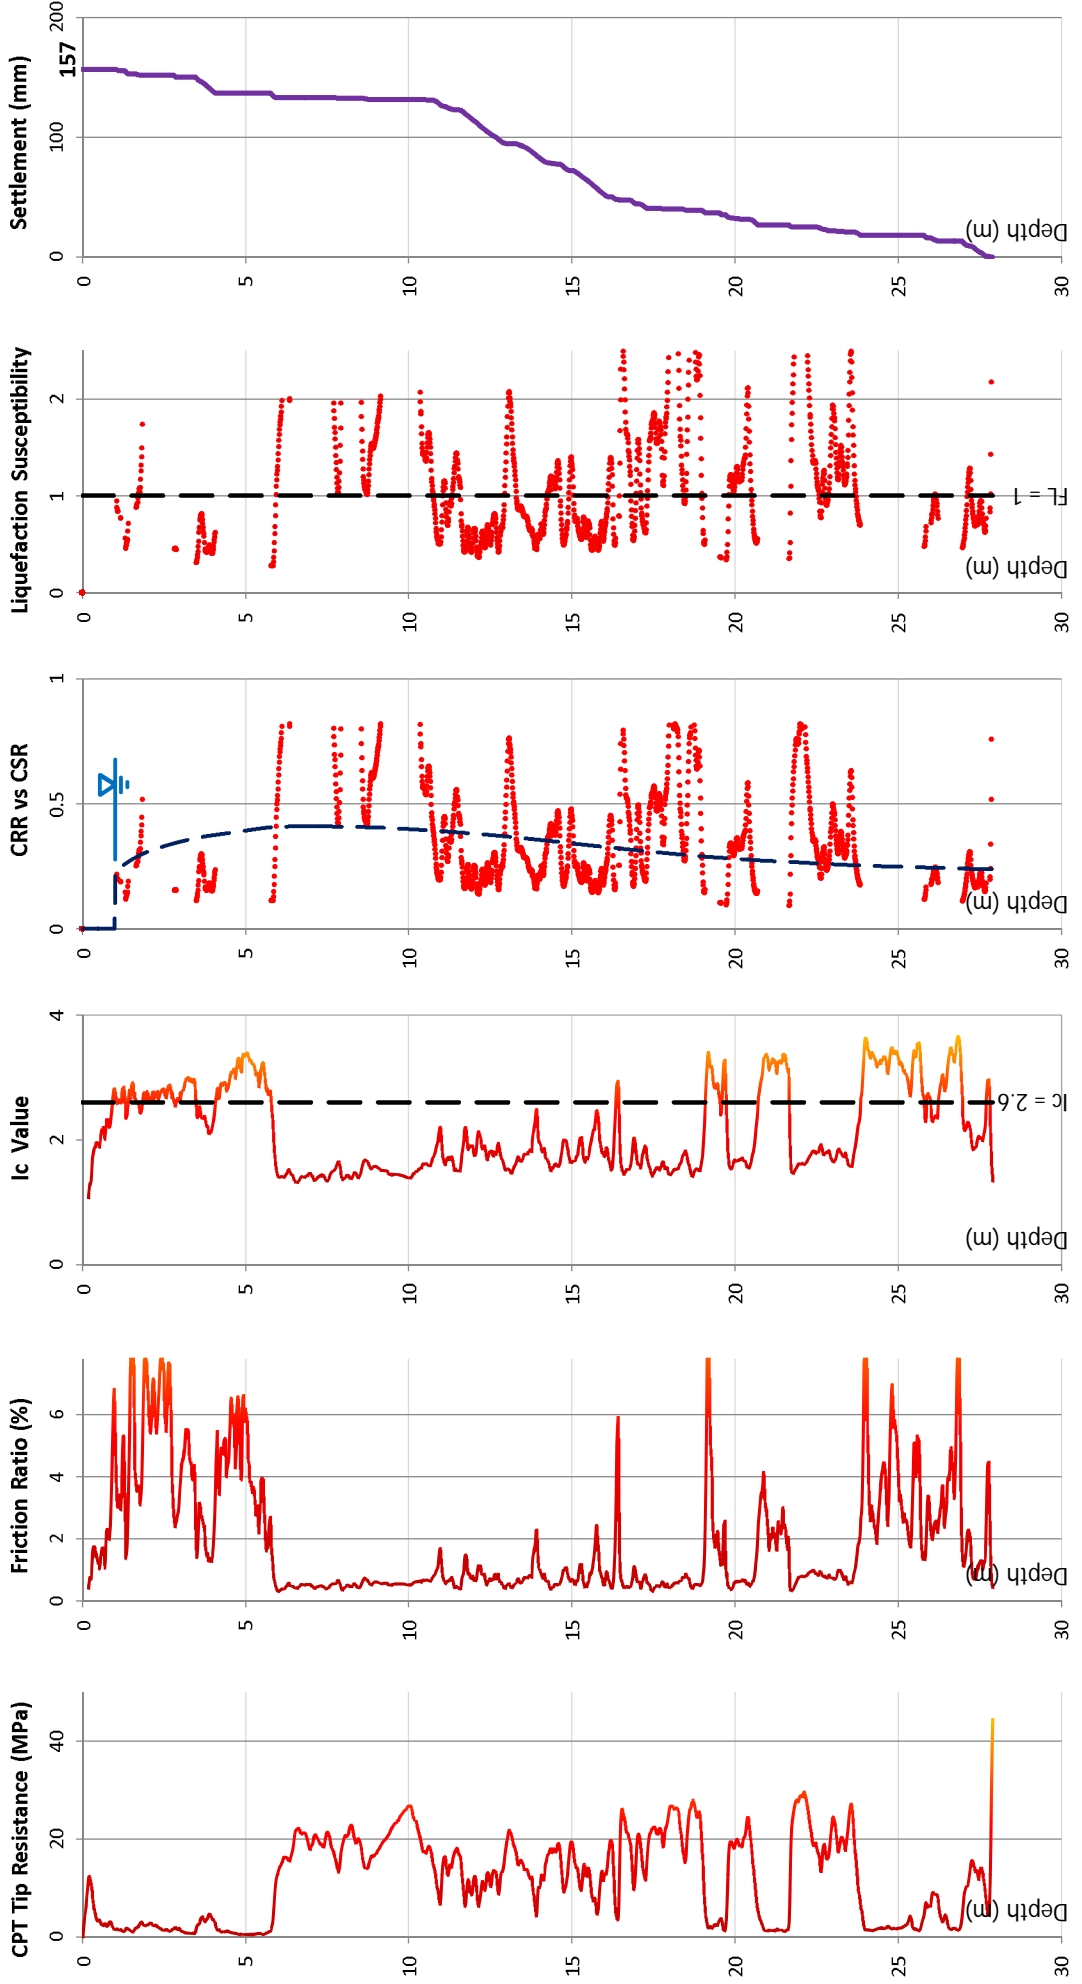 CPT Tip Resistance (MPa)
0 20 40
0
5
10
15
20
25
30
Depth (m)
Friction Ratio (%)
0 2 4 6
0
5
10
15
20
25
30
Depth (m)
Ic Value
0 2 4
0
5
10
15
20
25
30
Depth (m)
Ic = 2.6
CRR vs CSR
0 0.5 1
0
5
10
15
20
25
30
Depth (m)
Liquefaction Susceptibility
0 1 2
0
5
10
15
20
25
30
Depth (m)
FL = 1
Settlement (mm)
0 100 200
157
0
5
10
15
20
25
30
Depth (m)